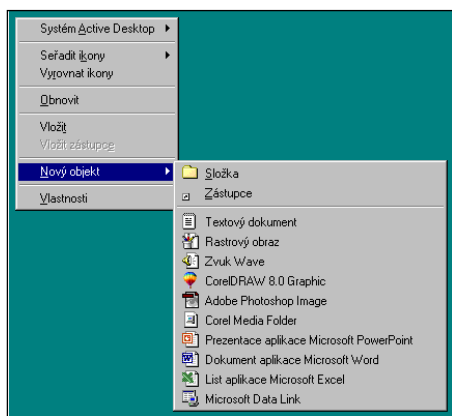 Systém Active Desktop
Seřadit ikony
Vyrovnat ikony
Obnovit
Vložit
Vložit zástupce
Nový objekt
Vlastnosti
Složka
Zástupce
Textový dokument
Rastrový obraz
Zvuk Wave
CorelDRAW 8.0 Graphic
Adobe Photoshop Image
Corel Media Folder
Prezentace aplikace Microsoft PowerPoint
Dokument aplikace Microsoft Word
List aplikace Microsoft Excel
Microsoft Data Link